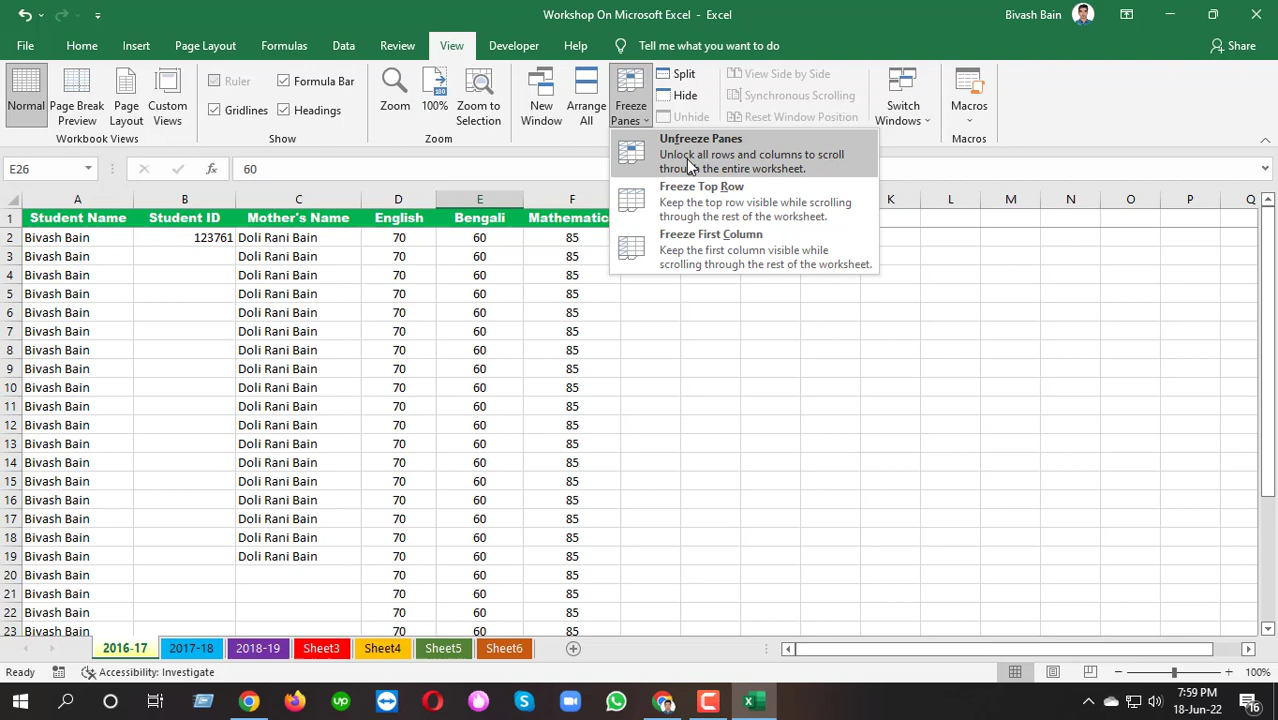 Workshop On Microsoft Excel - Excel
Bivash Bain
File Home Insert Page Layout Formulas Data Review View Developer Help Tell me what you want to do Share
Normal
Page Break Preview
Page Layout
Custom Views
Workbook Views
Ruler
Formula Bar
Gridlines
Headings
Show
Zoom
100%
Zoom to Selection
Zoom
New Window
Arrange All
Freeze Panes
Split
Hide
Unhide
View Side by Side
Synchronous Scrolling
Reset Window Position
Switch Windows
Macros
Macros
Unfreeze Panes
Unlock all rows and columns to scroll
through the entire worksheet.
Freeze Top Row
Keep the top row visible while scrolling
through the rest of the worksheet.
Freeze First Column
Keep the first column visible while
scrolling through the rest of the worksheet.
E26 fx 60
A B C D E F K L M N O P Q
1 Student Name Student ID Mother's Name English Bengali Mathematic
2 Bivash Bain 123761 Doli Rani Bain 70 60 85
3 Bivash Bain Doli Rani Bain 70 60 85
4 Bivash Bain Doli Rani Bain 70 60 85
5 Bivash Bain Doli Rani Bain 70 60 85
6 Bivash Bain Doli Rani Bain 70 60 85
7 Bivash Bain Doli Rani Bain 70 60 85
8 Bivash Bain Doli Rani Bain 70 60 85
9 Bivash Bain Doli Rani Bain 70 60 85
10 Bivash Bain Doli Rani Bain 70 60 85
11 Bivash Bain Doli Rani Bain 70 60 85
12 Bivash Bain Doli Rani Bain 70 60 85
13 Bivash Bain Doli Rani Bain 70 60 85
14 Bivash Bain Doli Rani Bain 70 60 85
15 Bivash Bain Doli Rani Bain 70 60 85
16 Bivash Bain Doli Rani Bain 70 60 85
17 Bivash Bain Doli Rani Bain 70 60 85
18 Bivash Bain Doli Rani Bain 70 60 85
19 Bivash Bain Doli Rani Bain 70 60 85
20 Bivash Bain 70 60 85
21 Bivash Bain 70 60 85
22 Bivash Bain 70 60 85
23 Bivash Bain 70 60 85
2016-17 2017-18 2018-19 Sheet3 Sheet4 Sheet5 Sheet6
Ready Accessibility: Investigate 100%
up
7:59 PM
18-Jun-22
16